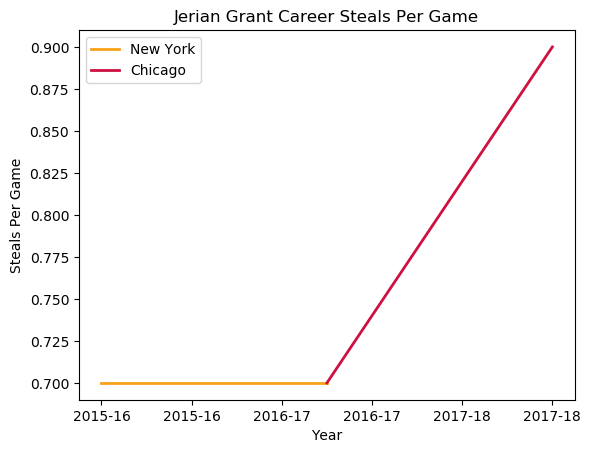 Jerian Grant Career Steals Per Game
New York
Chicago
0.900
0.875
0.850
0.825
0.800
0.775
0.750
0.725
0.700
Steals Per Game
2015-16 2015-16 2016-17 2016-17 2017-18 2017-18
Year